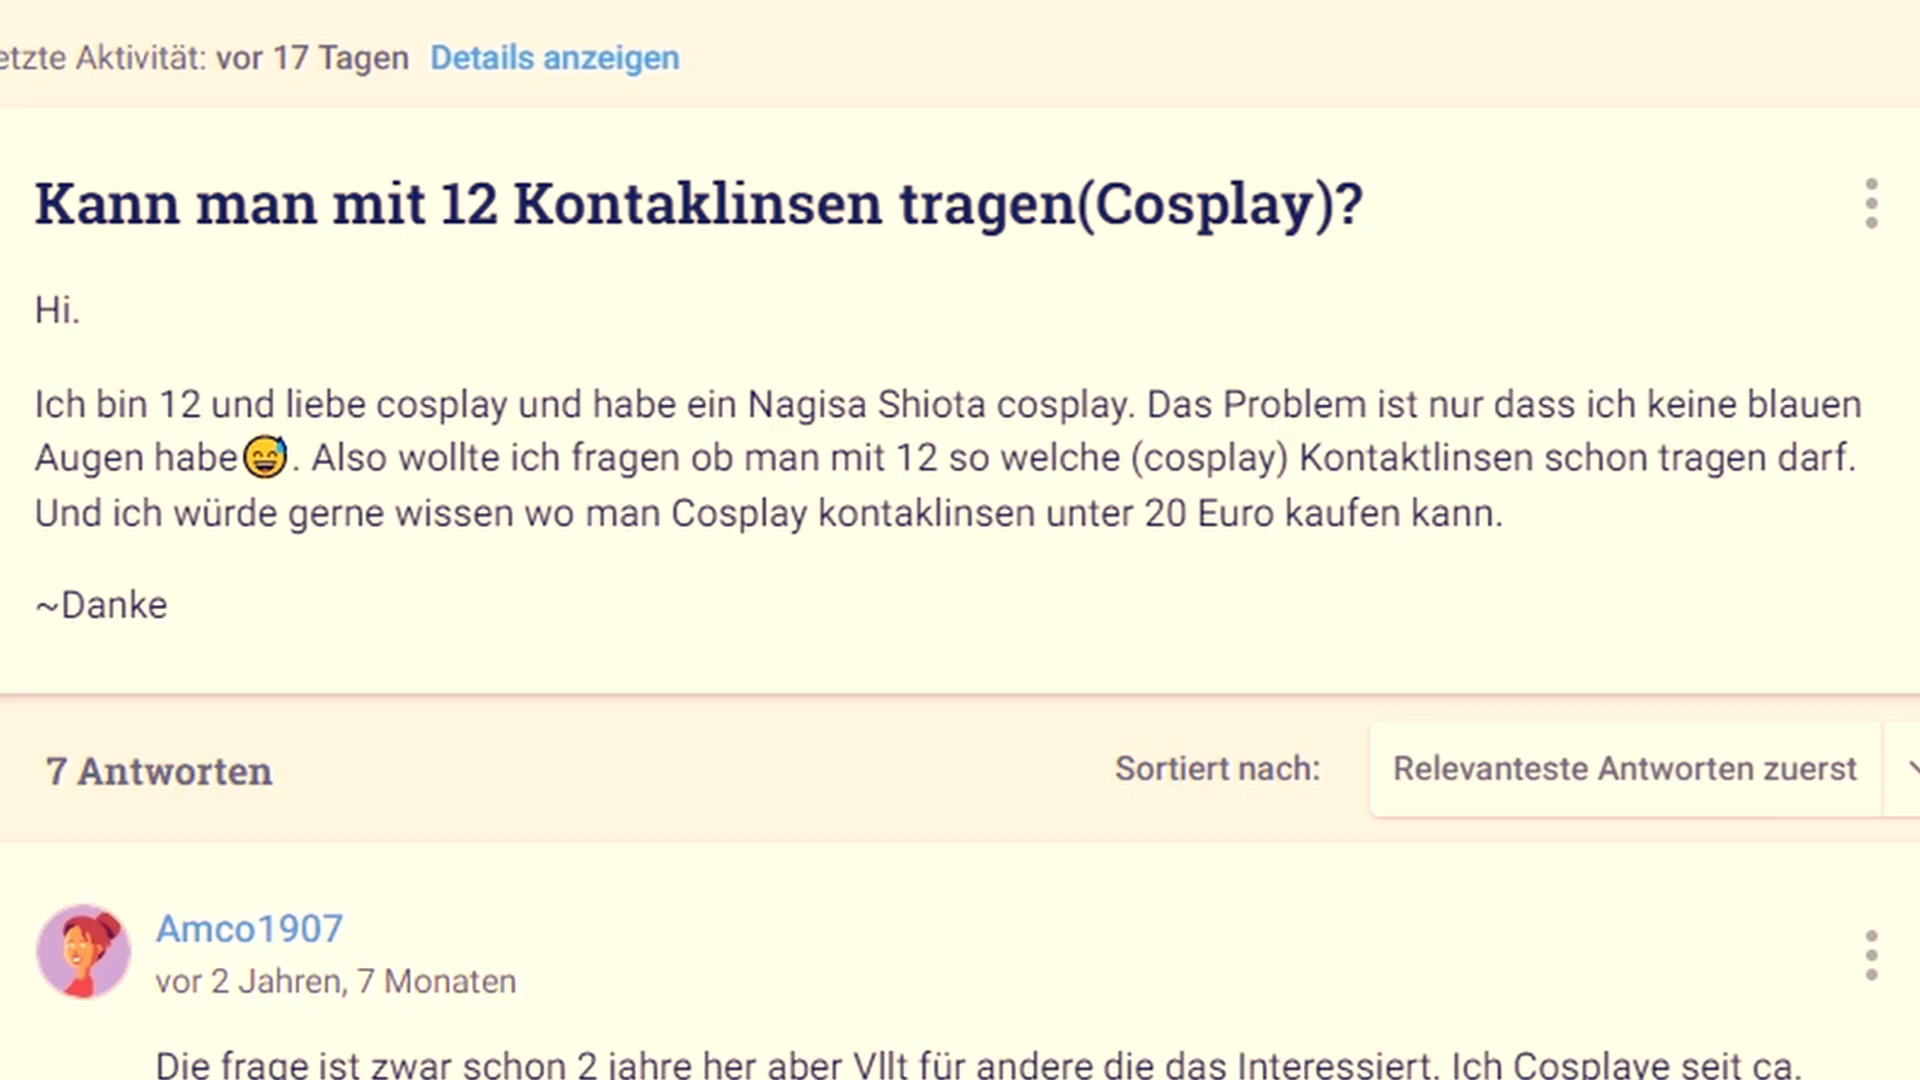 etzte Aktivität: vor 17 Tagen Details anzeigen
Kann man mit 12 Kontaklinsen tragen(Cosplay)?
Hi.
Ich bin 12 und liebe cosplay und habe ein Nagisa Shiota cosplay. Das Problem ist nur dass ich keine blauen
Augen habe😅. Also wollte ich fragen ob man mit 12 so welche (cosplay) Kontaktlinsen schon tragen darf.
Und ich würde gerne wissen wo man Cosplay kontaklinsen unter 20 Euro kaufen kann.
~Danke
7 Antworten
Sortiert nach: Relevanteste Antworten zuerst
Amco1907
vor 2 Jahren, 7 Monaten
Die frage ist zwar schon 2 jahre her aber Vllt für andere die das Interessiert. Ich Cosplaye seit ca.